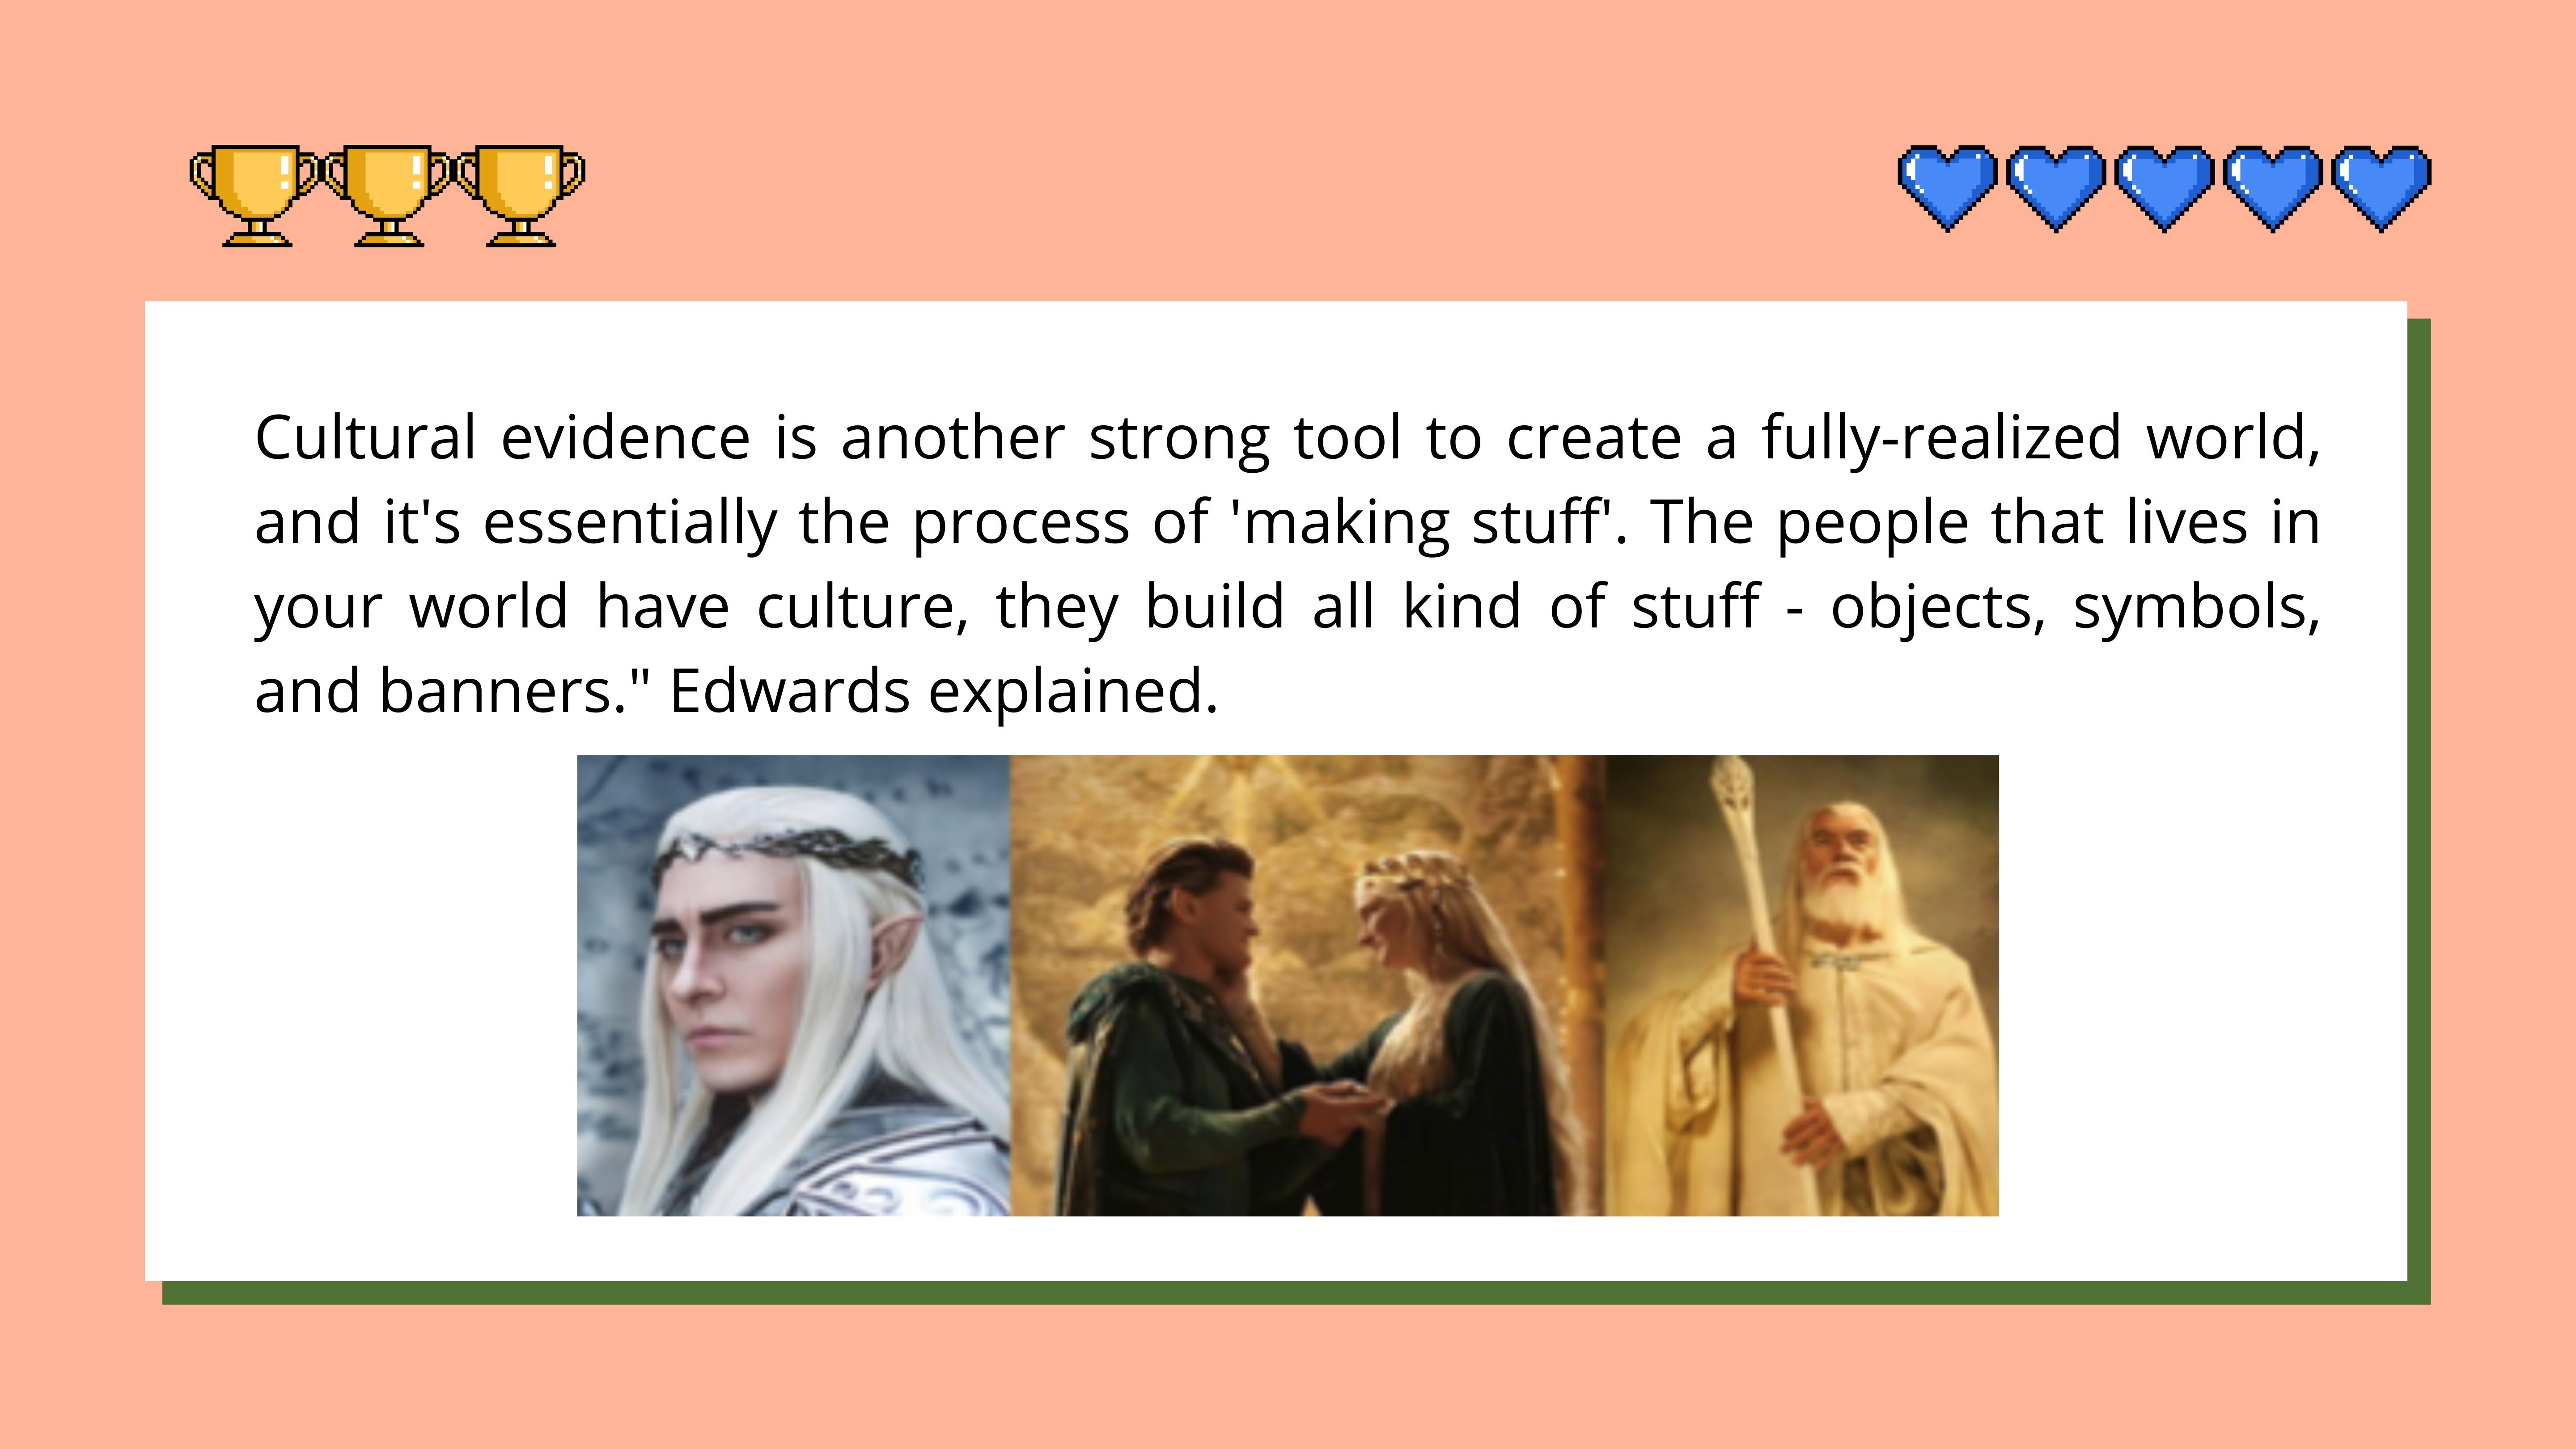 Cultural evidence is another strong tool to create a fully-realized world,
and it's essentially the process of 'making stuff'. The people that lives in
your world have culture, they build all kind of stuff - objects, symbols,
and banners." Edwards explained.